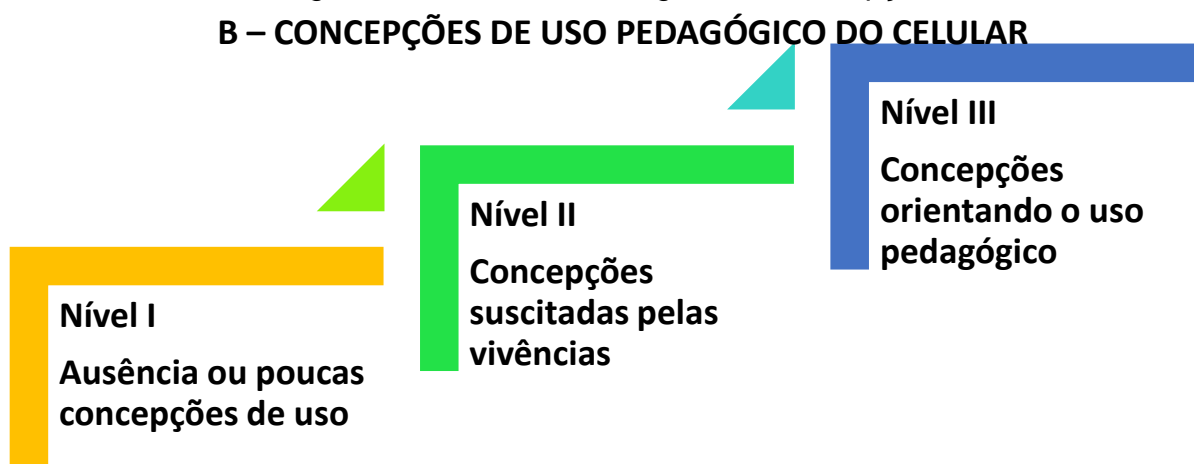 B – CONCEPÇÕES DE USO PEDAGÓGICO DO CELULAR
Nível III
Concepções
orientando o uso
pedagógico
Nível II
Concepções
suscitadas pelas
vivências
Nível I
Ausência ou poucas
concepções de uso